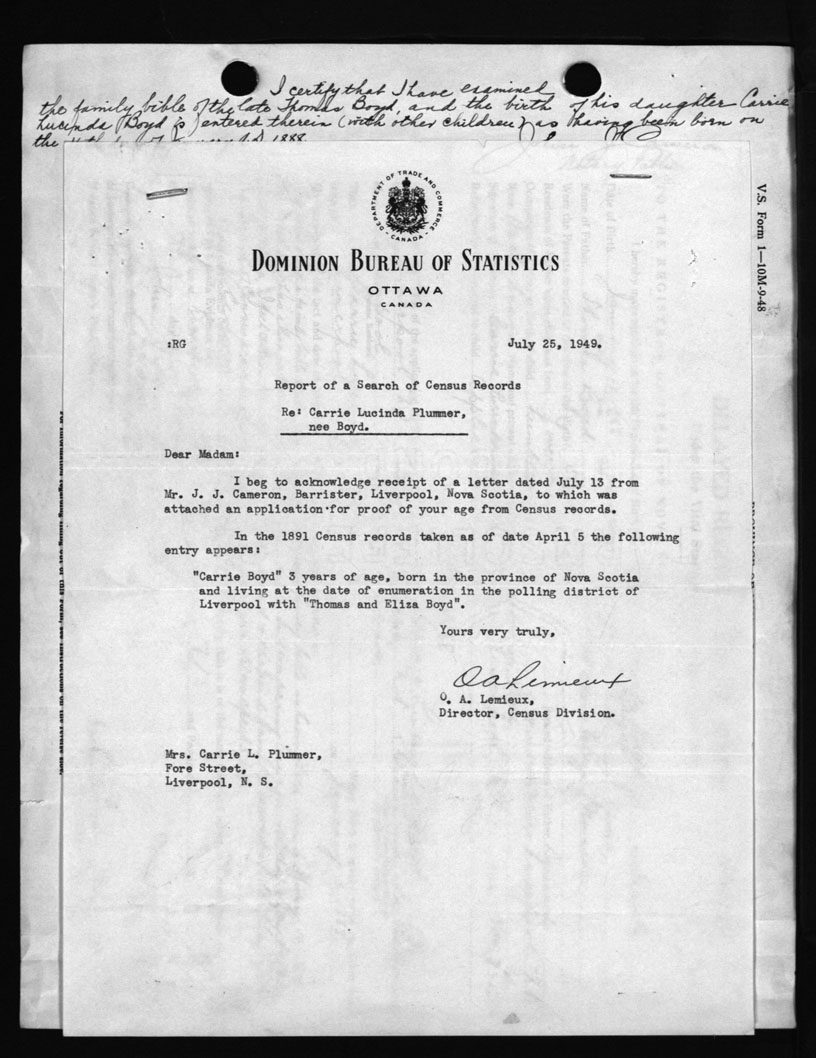 I certify that I have examined
the family bible of the late Thomas Boyd, and the birth of his daughter Carrie
Lucinda Boyd is entered therein (with other children) as having been born on
the A.D. 1888
V.S. Form 1—10M-9-48
DEPARTMENT OF TRADE AND COMMERCE
CANADA
DOMINION BUREAU OF STATISTICS
OTTAWA
CANADA
:RG
July 25, 1949.
Report of a Search of Census Records
Re: Carrie Lucinda Plummer,
nee Boyd.
Dear Madam:
I beg to acknowledge receipt of a letter dated July 13 from
Mr. J. J. Cameron, Barrister, Liverpool, Nova Scotia, to which was
attached an application for proof of your age from Census records.
In the 1891 Census records taken as of date April 5 the following
entry appears:
"Carrie Boyd" 3 years of age, born in the province of Nova Scotia
and living at the date of enumeration in the polling district of
Liverpool with "Thomas and Eliza Boyd".
Yours very truly,
O A Lemieux
O. A. Lemieux,
Director, Census Division.
Mrs. Carrie L. Plummer,
Fore Street,
Liverpool, N. S.